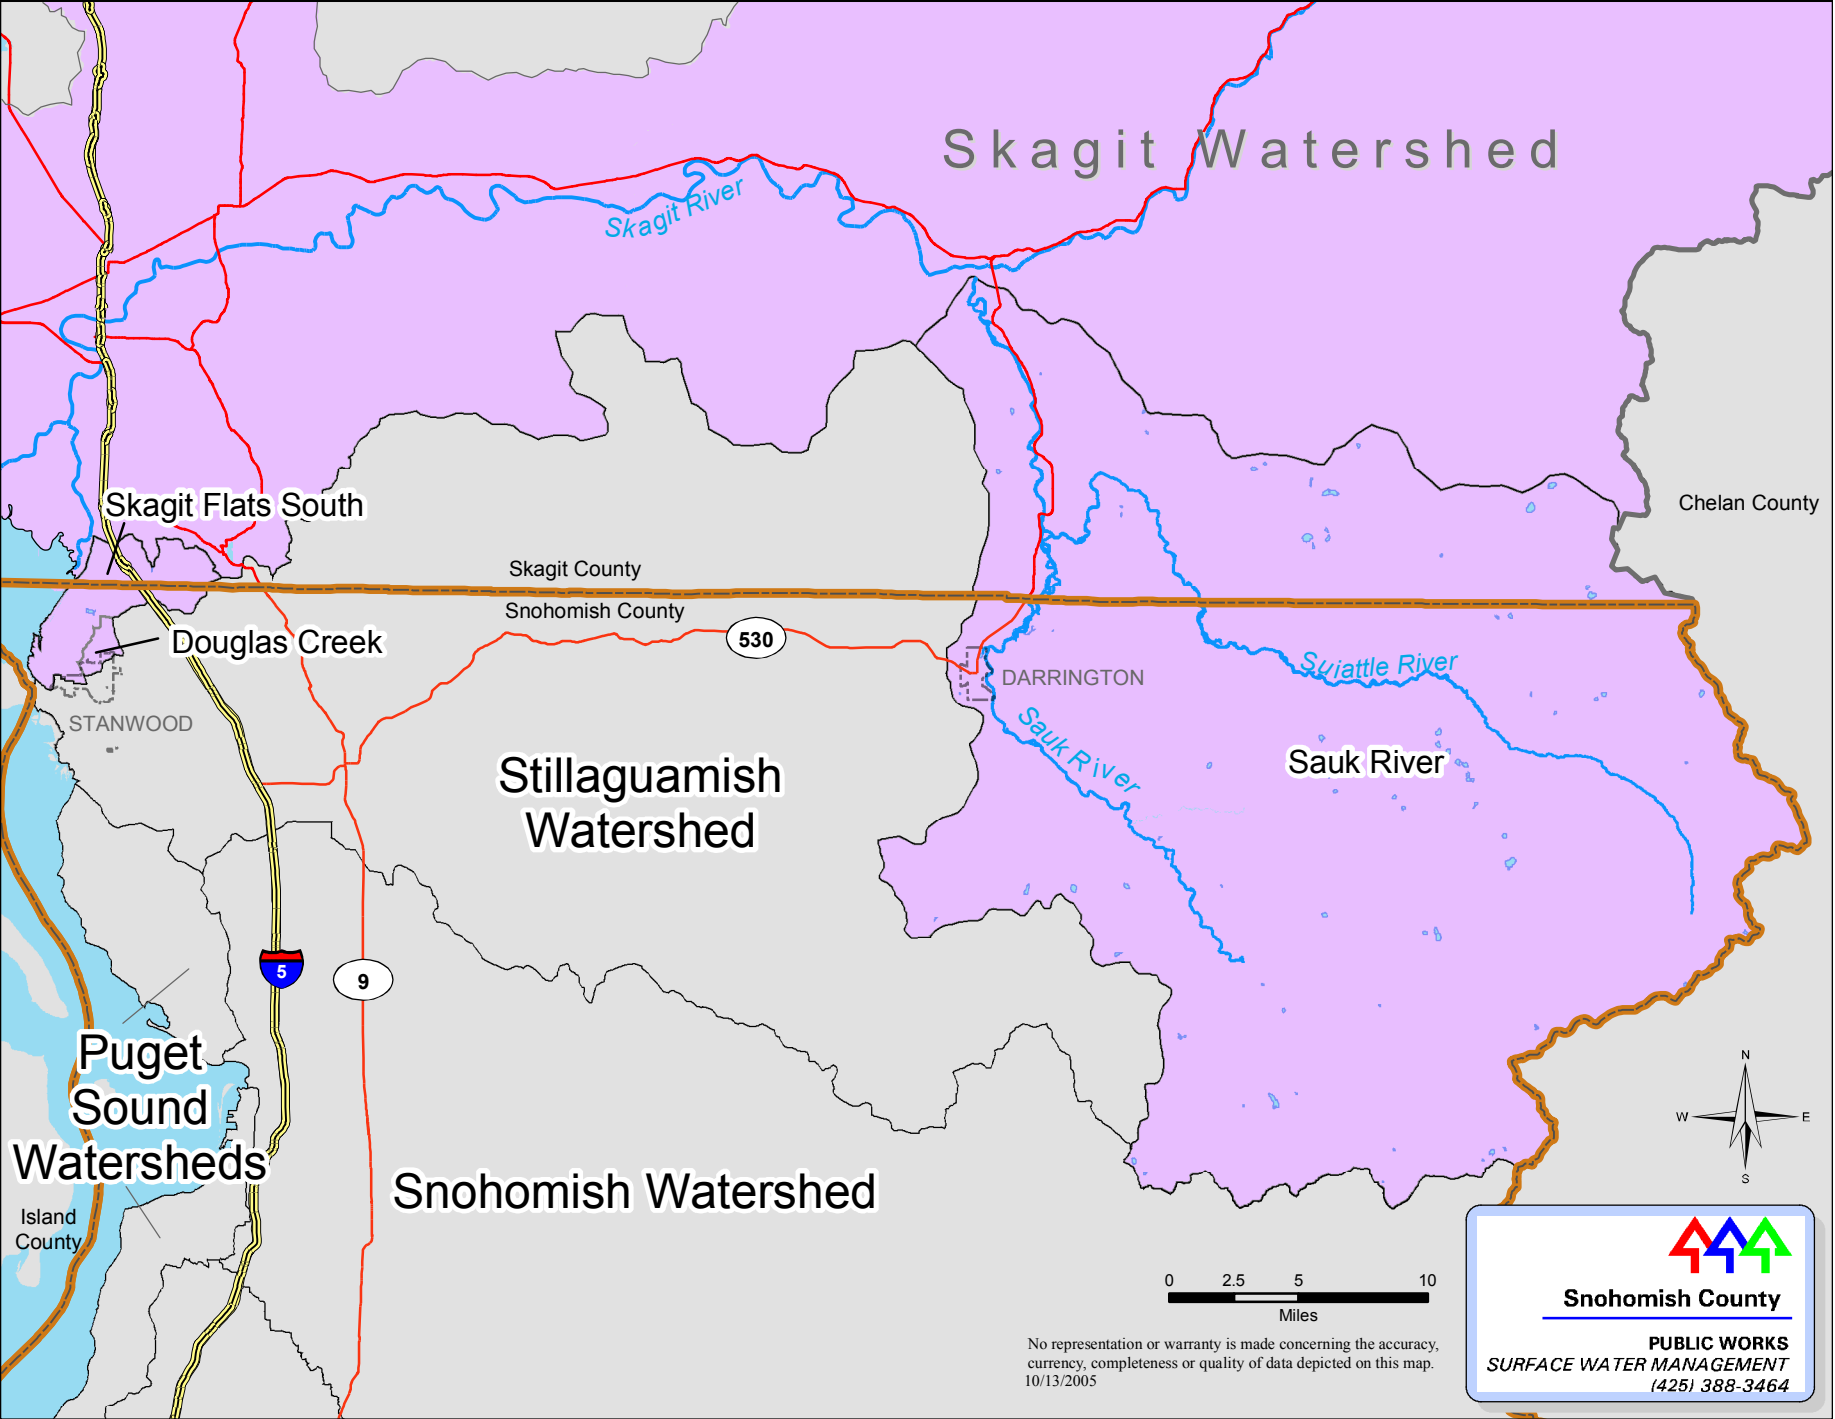 Skagit Watershed
Skagit River
Skagit Flats South
Chelan County
Skagit County
Snohomish County
530
Douglas Creek
DARRINGTON
Suiattle River
STANWOOD
Sauk River
Sauk River
Stillaguamish
Watershed
5
9
Puget
Sound
Watersheds
Snohomish Watershed
Island
County
N
W
E
S
0 2.5 5 10
Miles
No representation or warranty is made concerning the accuracy,
currency, completeness or quality of data depicted on this map.
10/13/2005
Snohomish County
PUBLIC WORKS
SURFACE WATER MANAGEMENT
(425) 388-3464